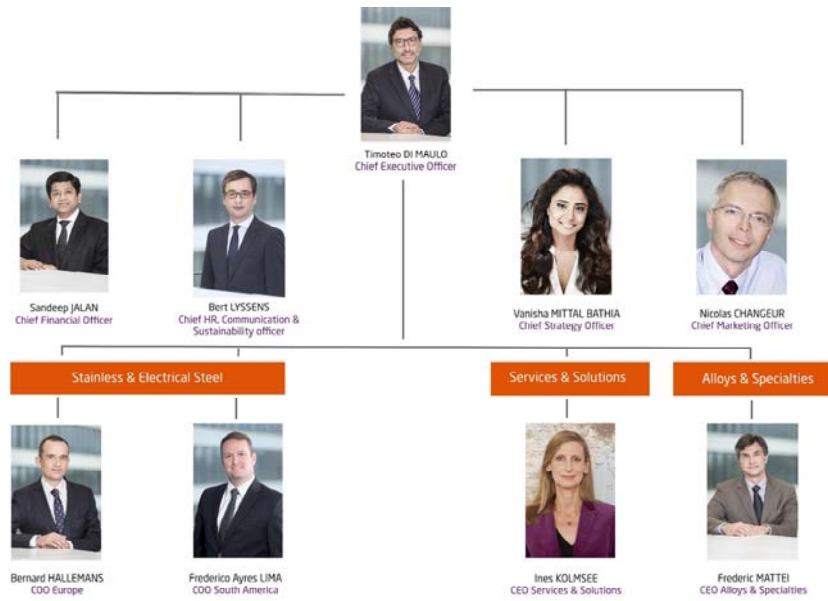 Timoteo DI MAULO
Chief Executive Officer
Sandeep JALAN
Chief Financial Officer
Bert LYSSENS
Chief HR, Communication &
Sustainability officer
Vanisha MITTAL BATHIA
Chief Strategy Officer
Nicolas CHANGEUR
Chief Marketing Officer
Stainless & Electrical Steel
Services & Solutions
Alloys & Specialties
Bernard HALLEMANS
COO Europe
Frederico Ayres LIMA
COO South America
Ines KOLMSEE
CEO Services & Solutions
Frederic MATTEI
CEO Alloys & Specialties